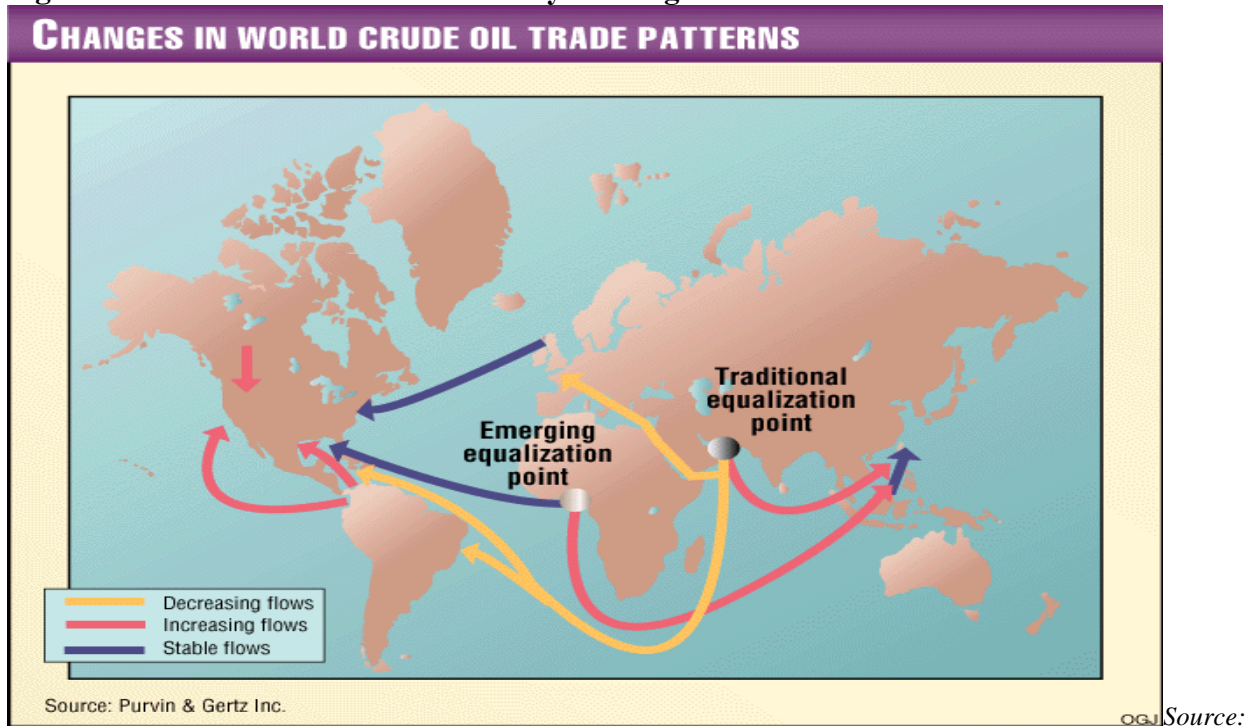 CHANGES IN WORLD CRUDE OIL TRADE PATTERNS
Traditional
equalization
point
Emerging
equalization
point
Decreasing flows
Increasing flows
Stable flows
Source: Purvin & Gertz Inc.
OGJ Source: